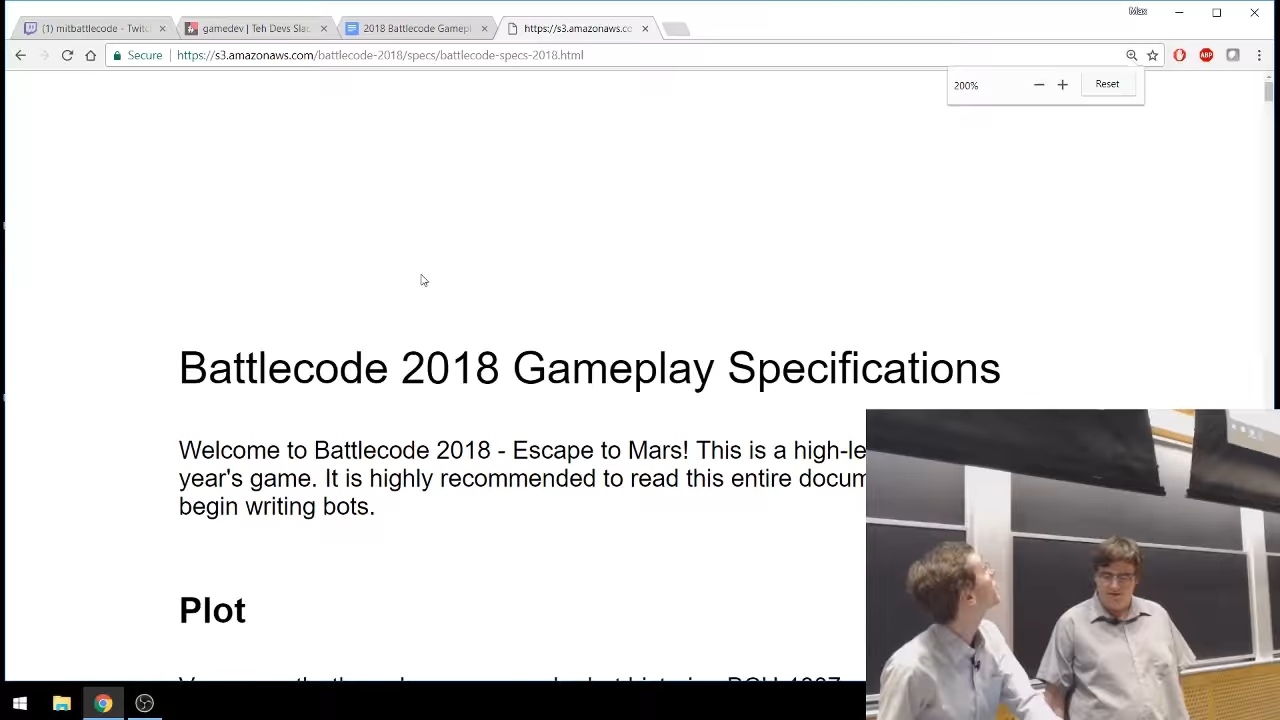 Max
(1) mitbattlecode - Twitc
gamedev | Teh Devs Slac
2018 Battlecode Gamepl
https://s3.amazonaws.co
Secure
https://s3.amazonaws.com/battlecode-2018/specs/battlecode-specs-2018.html
ABP
200%
Reset
Battlecode 2018 Gameplay Specifications
Welcome to Battlecode 2018 - Escape to Mars! This is a high-le
year's game. It is highly recommended to read this entire docum
begin writing bots.
Plot